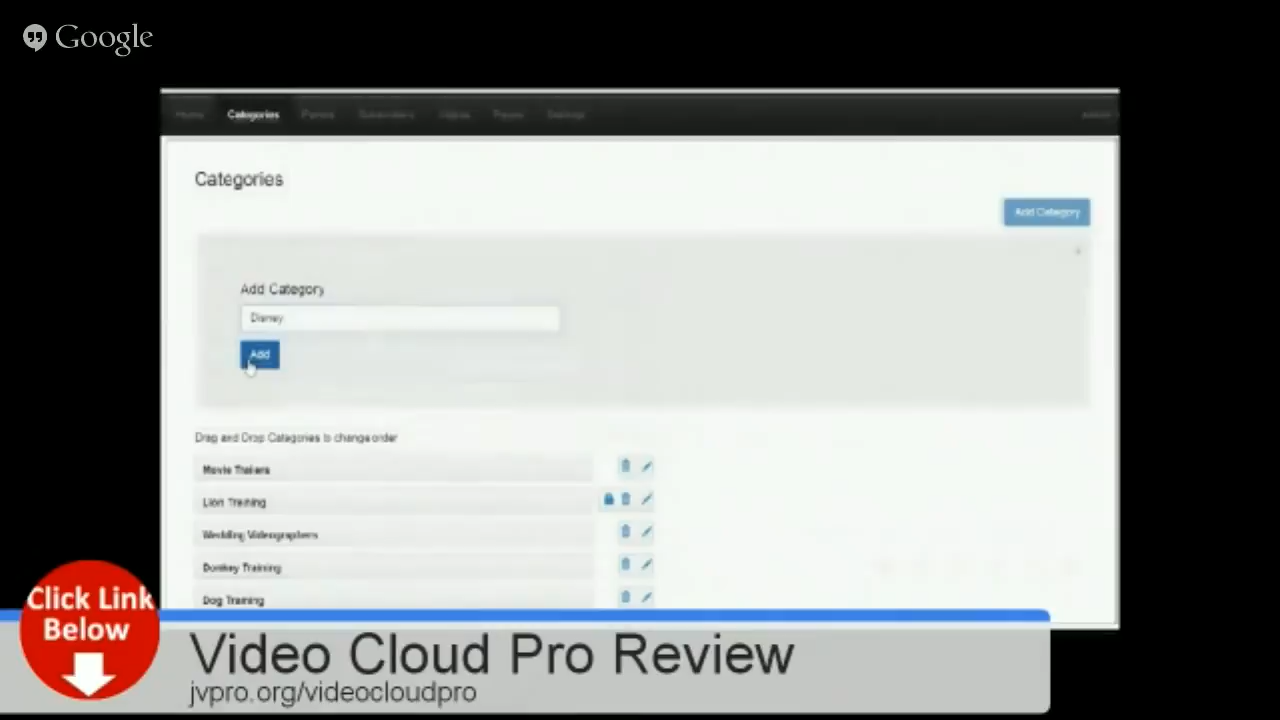 Google
Categories
Categories
Add Category
Add Category
Disney
Add
Drag and Drop Categories to change order
Movie Trailers
Lion Training
Wedding Videographers
Donkey Training
Dog Training
Click Link
Below
Video Cloud Pro Review
jvpro.org/videocloudpro